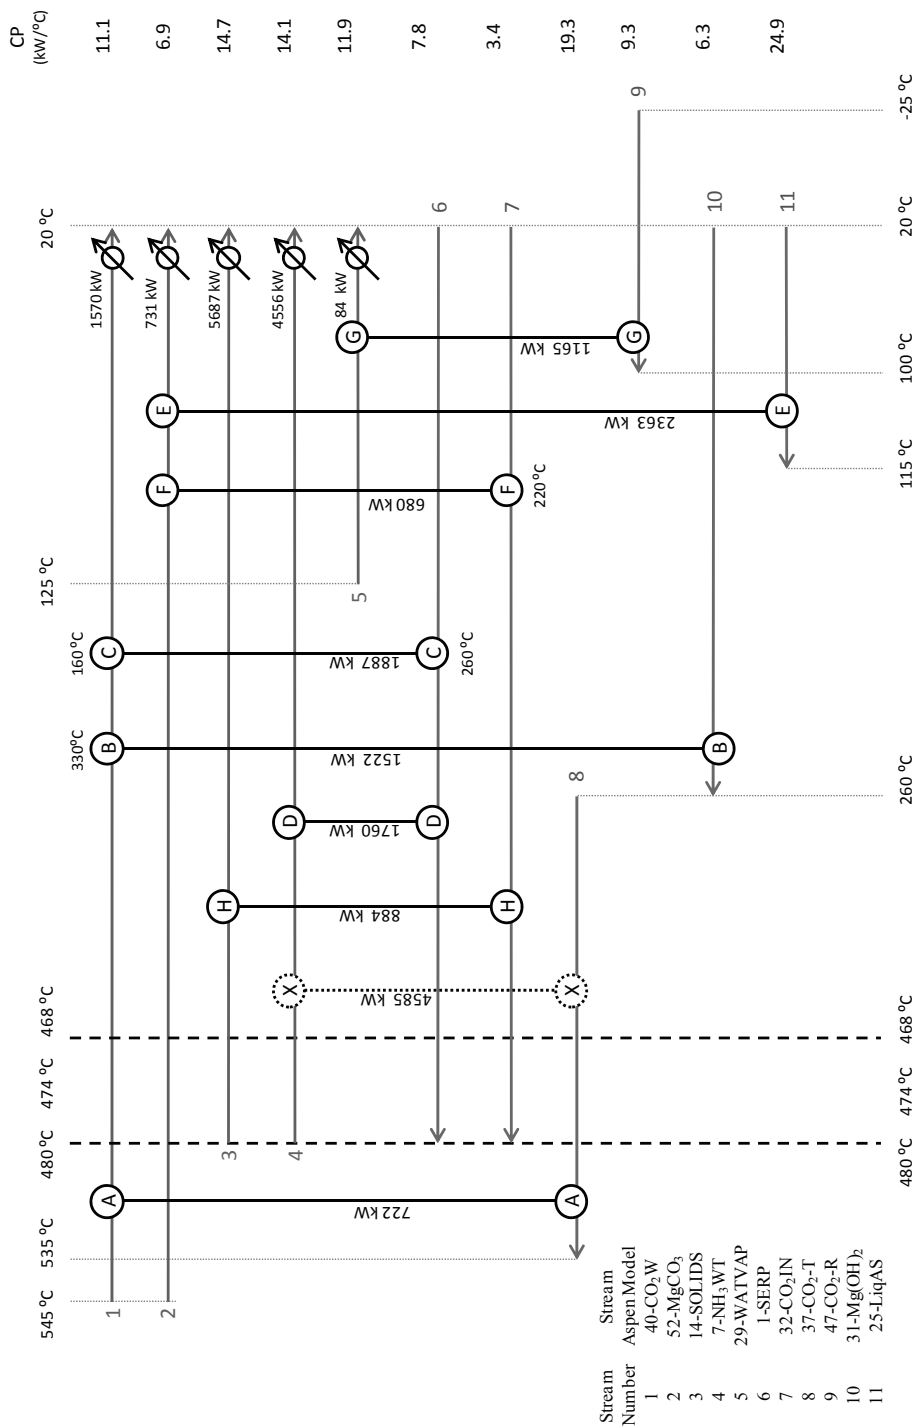 CP
(kW/°C)
11.1
6.9
14.7
14.1
11.9
7.8
3.4
19.3
9.3
6.3
24.9
545 °C
535 °C
480 °C
474 °C
468 °C
330°C
160 °C
125 °C
20 °C
1
2
3
4
5
6
7
8
9
10
11
A
722 kW
A
X
4585 kW
X
H
884 kW
H
D
1760 kW
D
B
1522 kW
B
C
1887 kW
C
260 °C
F
680 kW
F
220 °C
E
2363 kW
E
G
1165 kW
G
1570 kW
731 kW
5687 kW
4556 kW
84 kW
480 °C
474 °C
468 °C
260 °C
115 °C
100 °C
20 °C
-25 °C
Stream Stream
Number Aspen Model
1 40-CO₂W
2 52-MgCO₃
3 14-SOLIDS
4 7-NH₃WT
5 29-WATVAP
6 1-SERP
7 32-CO₂IN
8 37-CO₂-T
9 47-CO₂-R
10 31-Mg(OH)₂
11 25-LiqAS